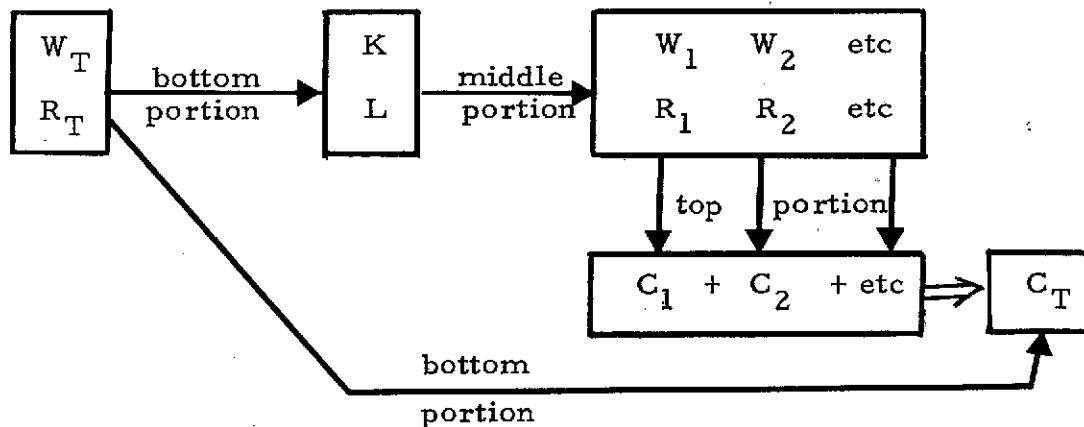 W_T K W_1 W_2 etc
bottom middle
portion portion
R_T L R_1 R_2 etc
top portion
C_1 + C_2 + etc C_T
bottom
portion